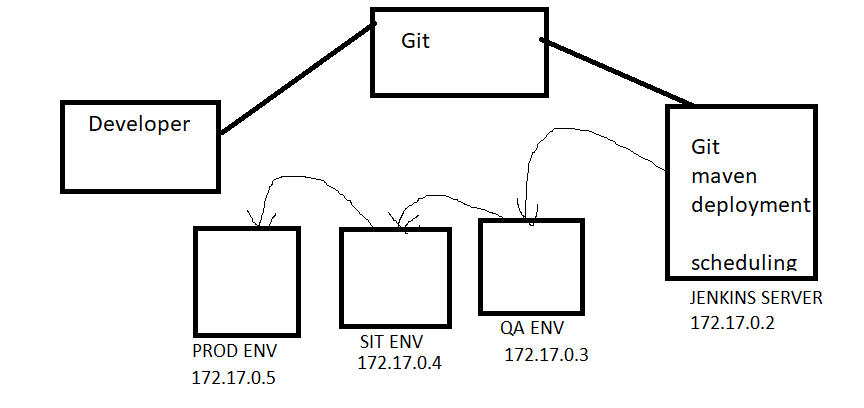 Git
Developer
Git
maven
deployment
scheduling
JENKINS SERVER
172.17.0.2
QA ENV
172.17.0.3
SIT ENV
172.17.0.4
PROD ENV
172.17.0.5